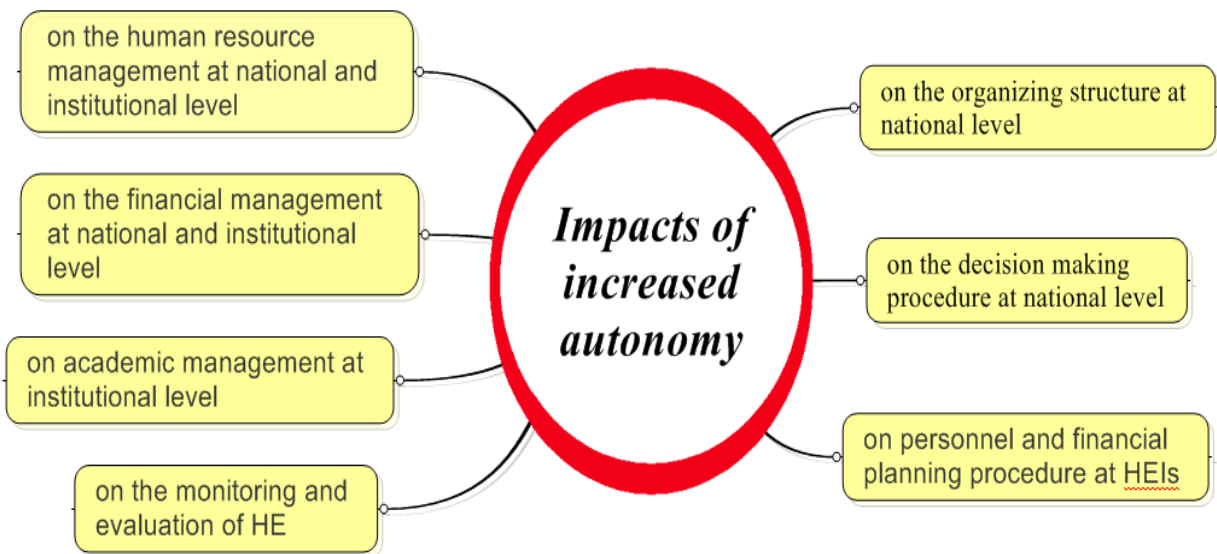 on the human resource
management at national and
institutional level
on the financial management
at national and institutional
level
on academic management at
institutional level
on the monitoring and
evaluation of HE
Impacts of
increased
autonomy
on the organizing structure at
national level
on the decision making
procedure at national level
on personnel and financial
planning procedure at HEIs